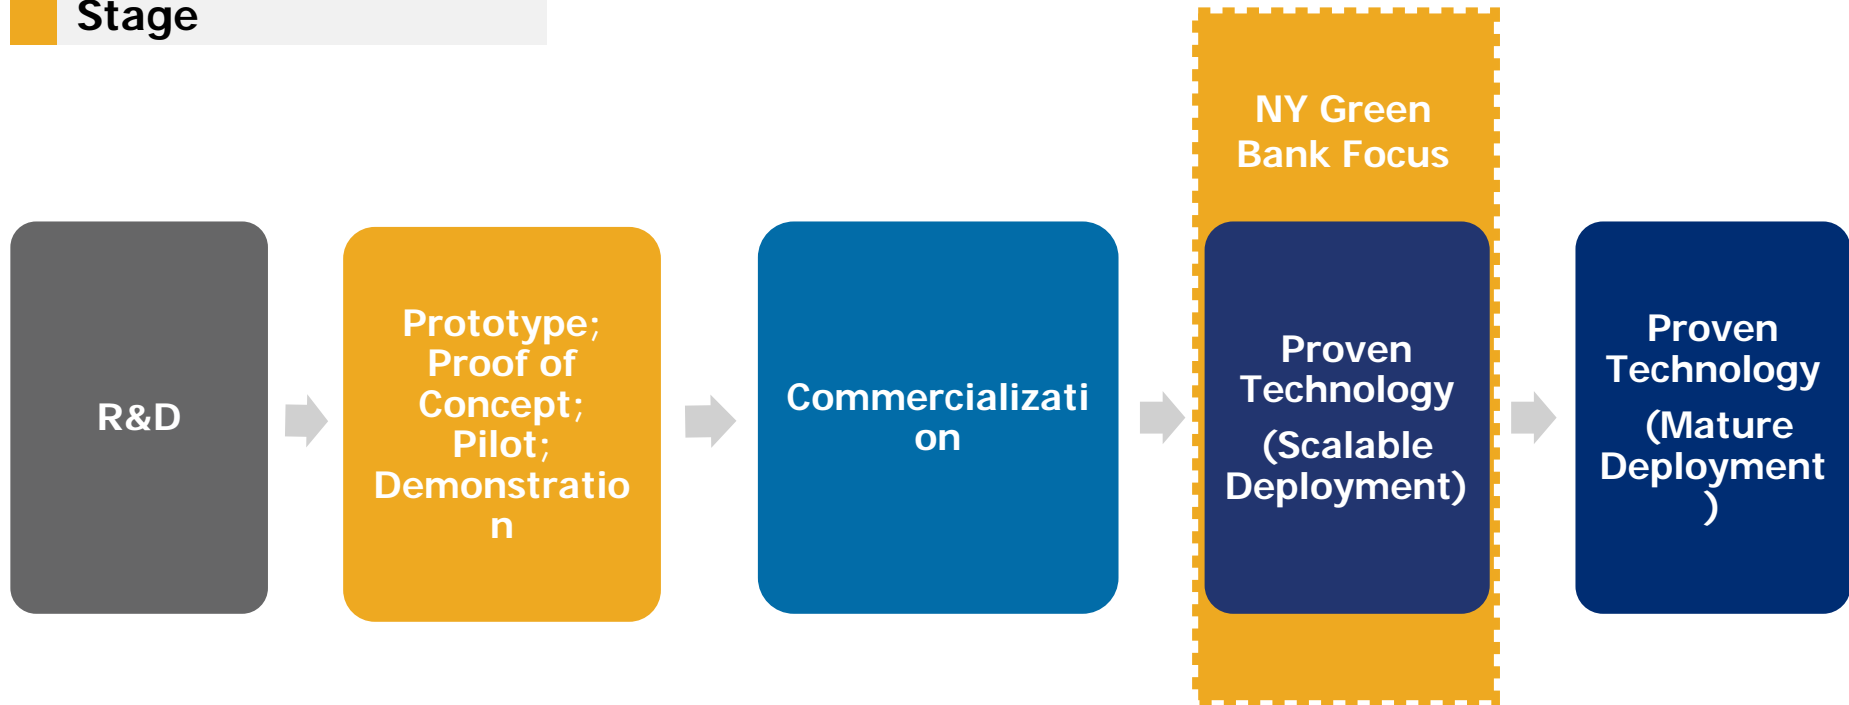 Stage
NY Green
Bank Focus
R&D
Prototype;
Proof of
Concept;
Pilot;
Demonstratio
n
Commercializati
on
Proven
Technology
(Scalable
Deployment)
Proven
Technology
(Mature
Deployment
)